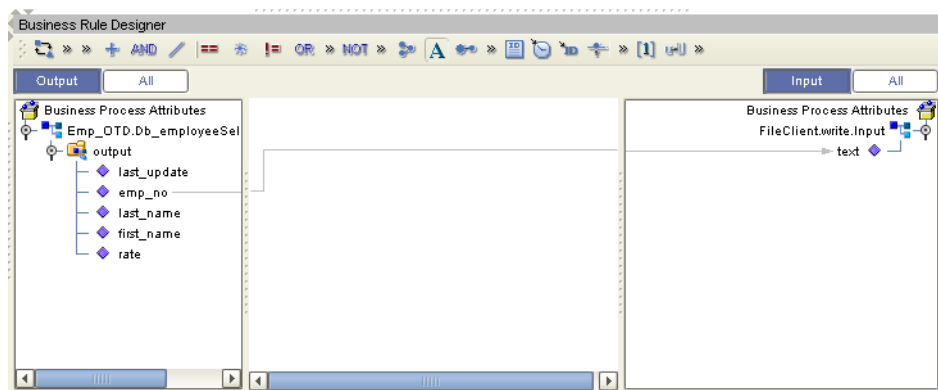 Business Rule Designer
AND == != OR NOT A [1]
Output All Input All
Business Process Attributes Business Process Attributes
Emp_OTD.Db_employeeSel FileClient.write.Input
output text
last_update
emp_no
last_name
first_name
rate